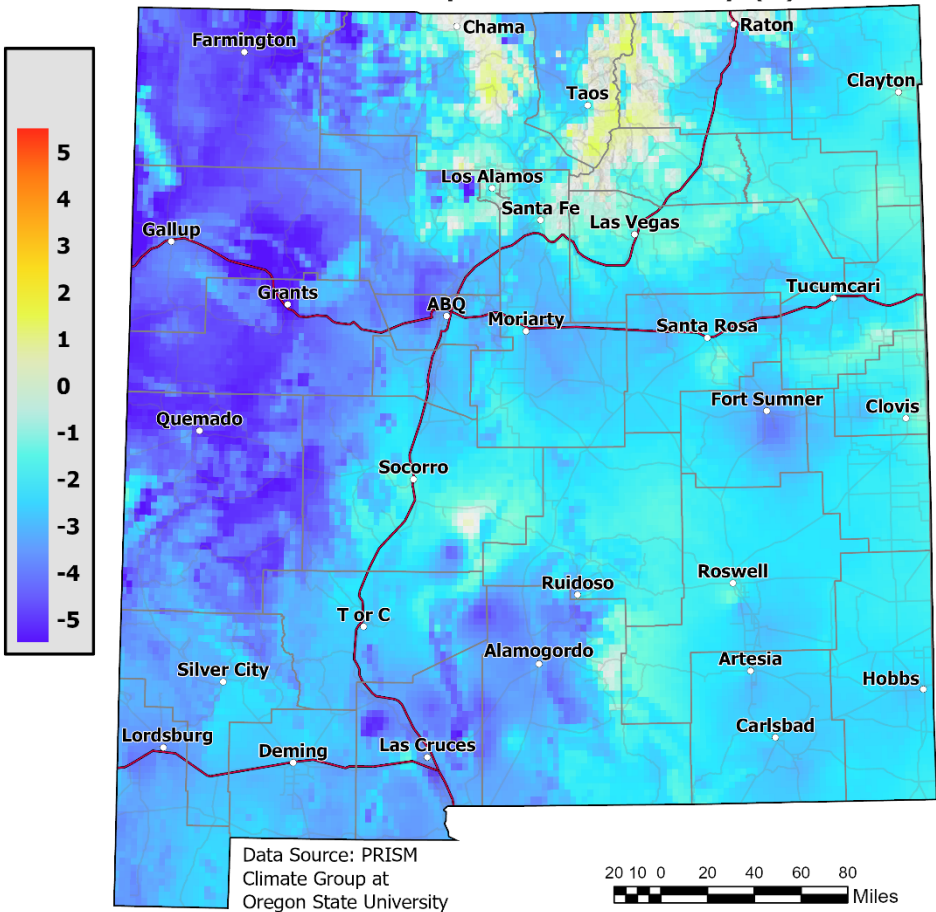 Chama
Raton
Farmington
Clayton
Taos
5
Los Alamos
4
Santa Fe
Las Vegas
Gallup
3
2
Grants
Tucumcari
ABQ
Moriarty
Santa Rosa
1
0
Fort Sumner
Clovis
Quemado
-1
-2
Socorro
-3
-4
Ruidoso
Roswell
-5
T or C
Alamogordo
Artesia
Silver City
Hobbs
Lordsburg
Deming
Las Cruces
Carlsbad
Data Source: PRISM
Climate Group at
Oregon State University
20 10 0 20 40 60 80
Miles